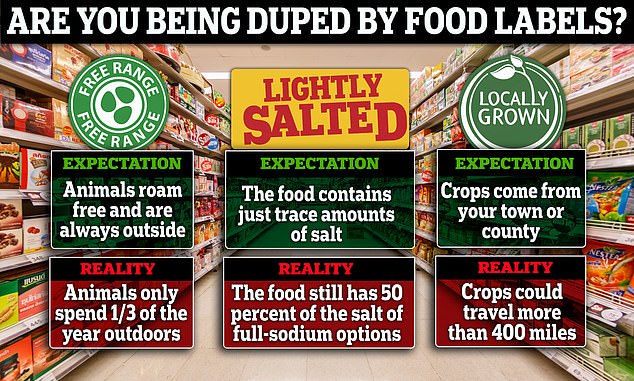 ARE YOU BEING DUPED BY FOOD LABELS?
FREE RANGE
FREE RANGE
LIGHTLY
SALTED
LOCALLY
GROWN
EXPECTATION
Animals roam
free and are
always outside
EXPECTATION
The food contains
just trace amounts
of salt
EXPECTATION
Crops come from
your town or
county
REALITY
Animals only
spend 1/3 of the
year outdoors
REALITY
The food still has 50
percent of the salt of
full-sodium options
REALITY
Crops could
travel more
than 400 miles
NESTEA